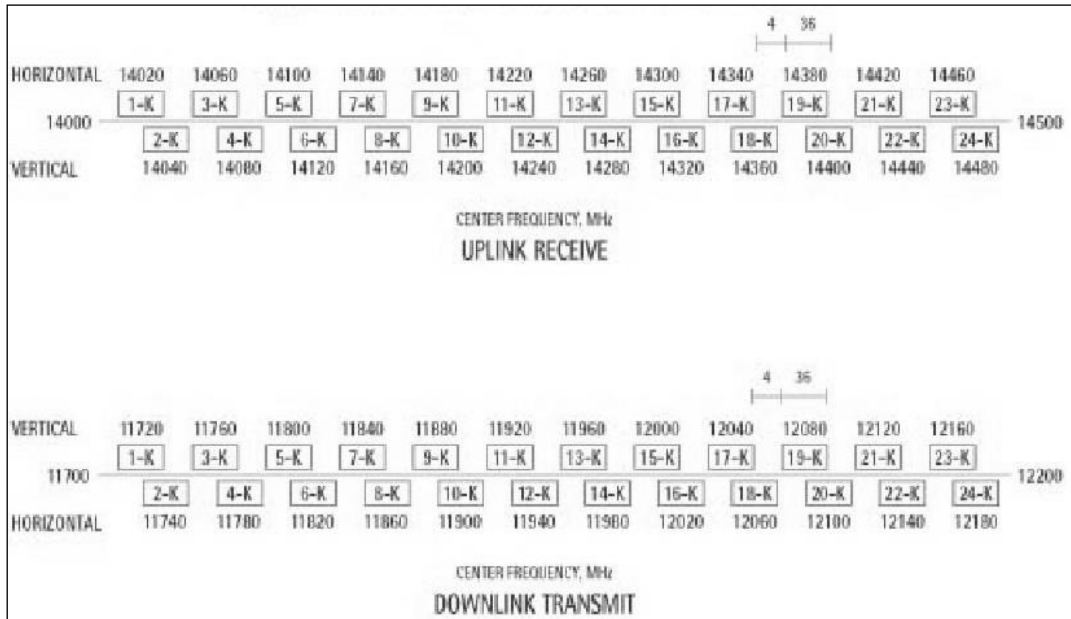 4 36
HORIZONTAL 14020 14060 14100 14140 14180 14220 14260 14300 14340 14380 14420 14460
1-K 3-K 5-K 7-K 9-K 11-K 13-K 15-K 17-K 19-K 21-K 23-K
14000 14500
2-K 4-K 6-K 8-K 10-K 12-K 14-K 16-K 18-K 20-K 22-K 24-K
VERTICAL 14040 14080 14120 14160 14200 14240 14280 14320 14360 14400 14440 14480
CENTER FREQUENCY, MHz
UPLINK RECEIVE
4 36
VERTICAL 11720 11760 11800 11840 11880 11920 11960 12000 12040 12080 12120 12160
1-K 3-K 5-K 7-K 9-K 11-K 13-K 15-K 17-K 19-K 21-K 23-K
11700 12200
2-K 4-K 6-K 8-K 10-K 12-K 14-K 16-K 18-K 20-K 22-K 24-K
HORIZONTAL 11740 11780 11820 11860 11900 11940 11980 12020 12060 12100 12140 12180
CENTER FREQUENCY, MHz
DOWNLINK TRANSMIT